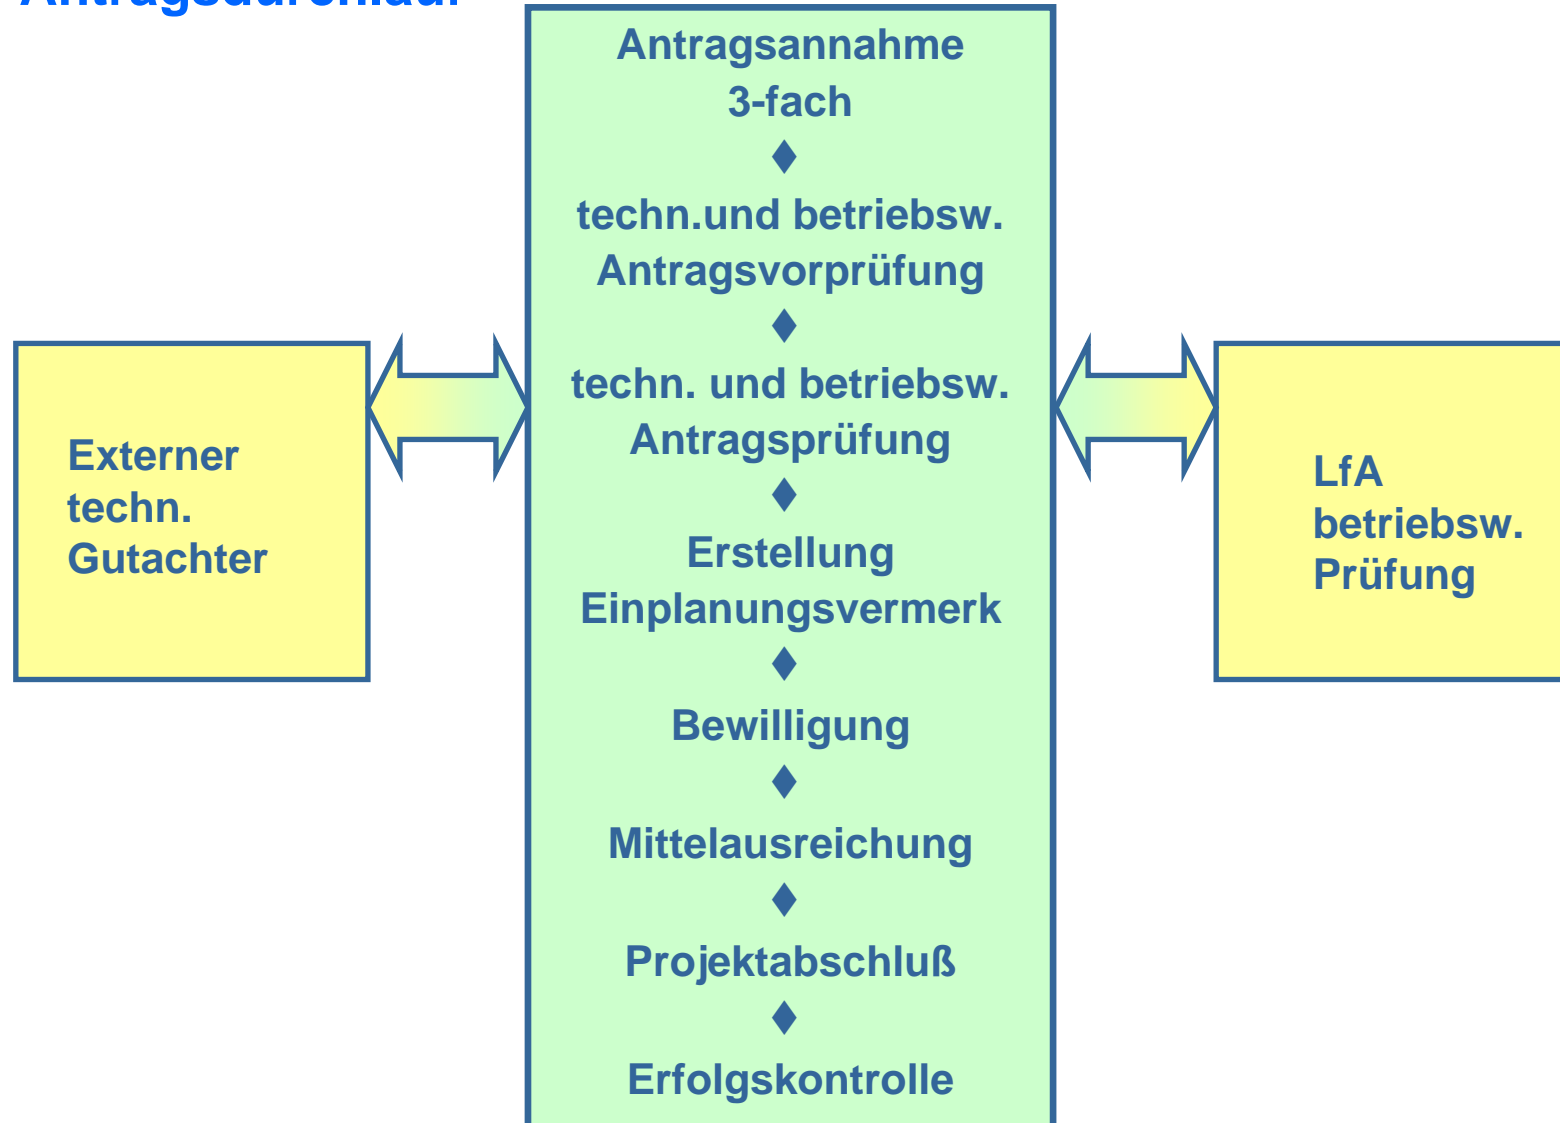 Antragsdurchlauf
Antragsannahme
3-fach
techn.und betriebsw.
Antragsvorprüfung
techn. und betriebsw.
Antragsprüfung
Erstellung
Einplanungsvermerk
Bewilligung
Mittelausreichung
Projektabschluß
Erfolgskontrolle
Externer
techn.
Gutachter
LfA
betriebsw.
Prüfung